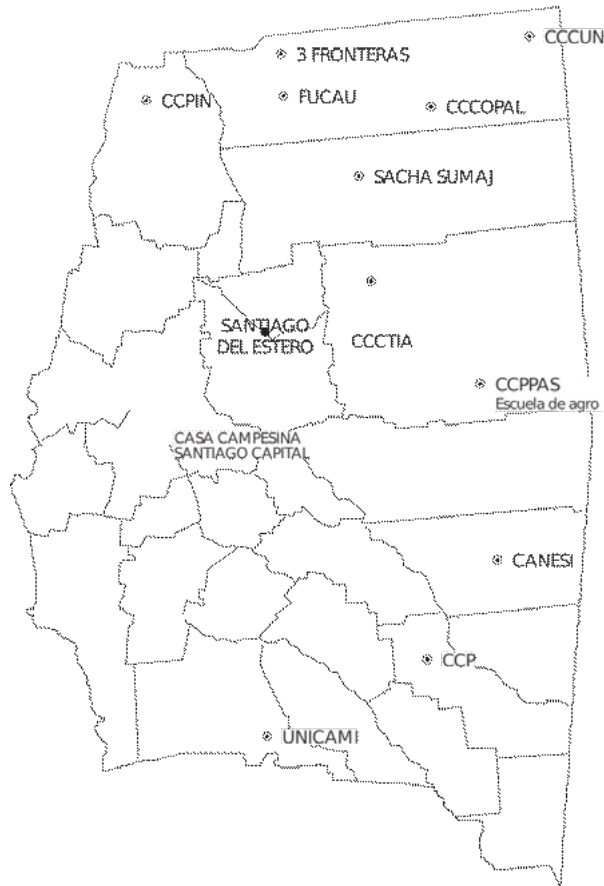 CCCUN
3 FRONTERAS
CCPIN
FUCAU
CCCOPAL
SACHA SUMAJ
SANTIAGO
DEL ESTERO
CCCTIA
CCPPAS
Escuela de agro
CASA CAMPESINA
SANTIAGO CAPITAL
CANESI
CCP
UNICAMI